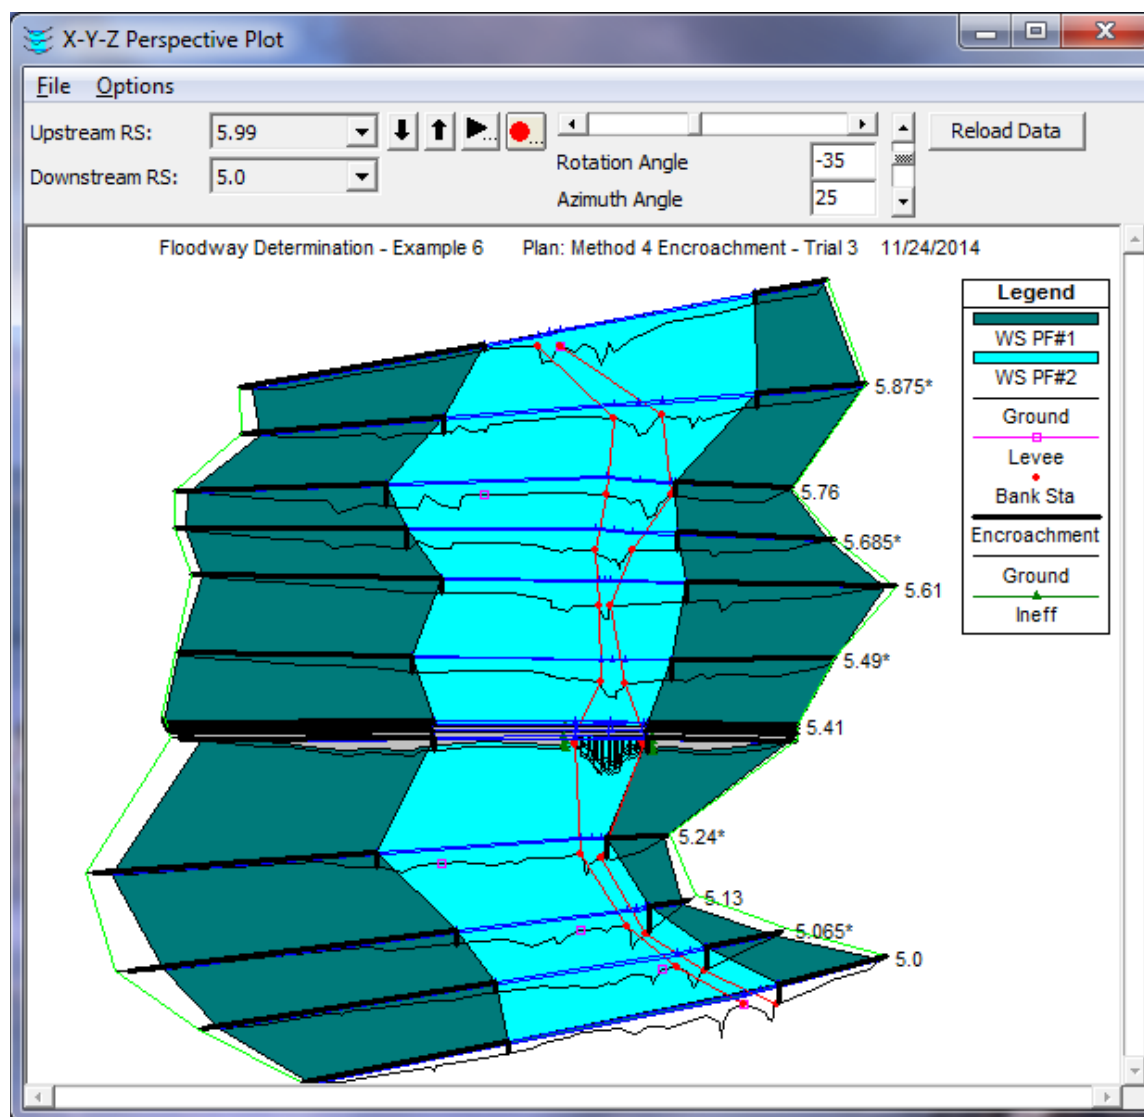 X-Y-Z Perspective Plot
File Options
Upstream RS: 5.99
Reload Data
Rotation Angle -35
Downstream RS: 5.0
Azimuth Angle 25
Floodway Determination - Example 6 Plan: Method 4 Encroachment - Trial 3 11/24/2014
Legend
WS PF#1
WS PF#2
Ground
Levee
Bank Sta
Encroachment
Ground
Ineff
5.875*
5.76
5.685*
5.61
5.49*
5.41
5.24*
5.13
5.065*
5.0